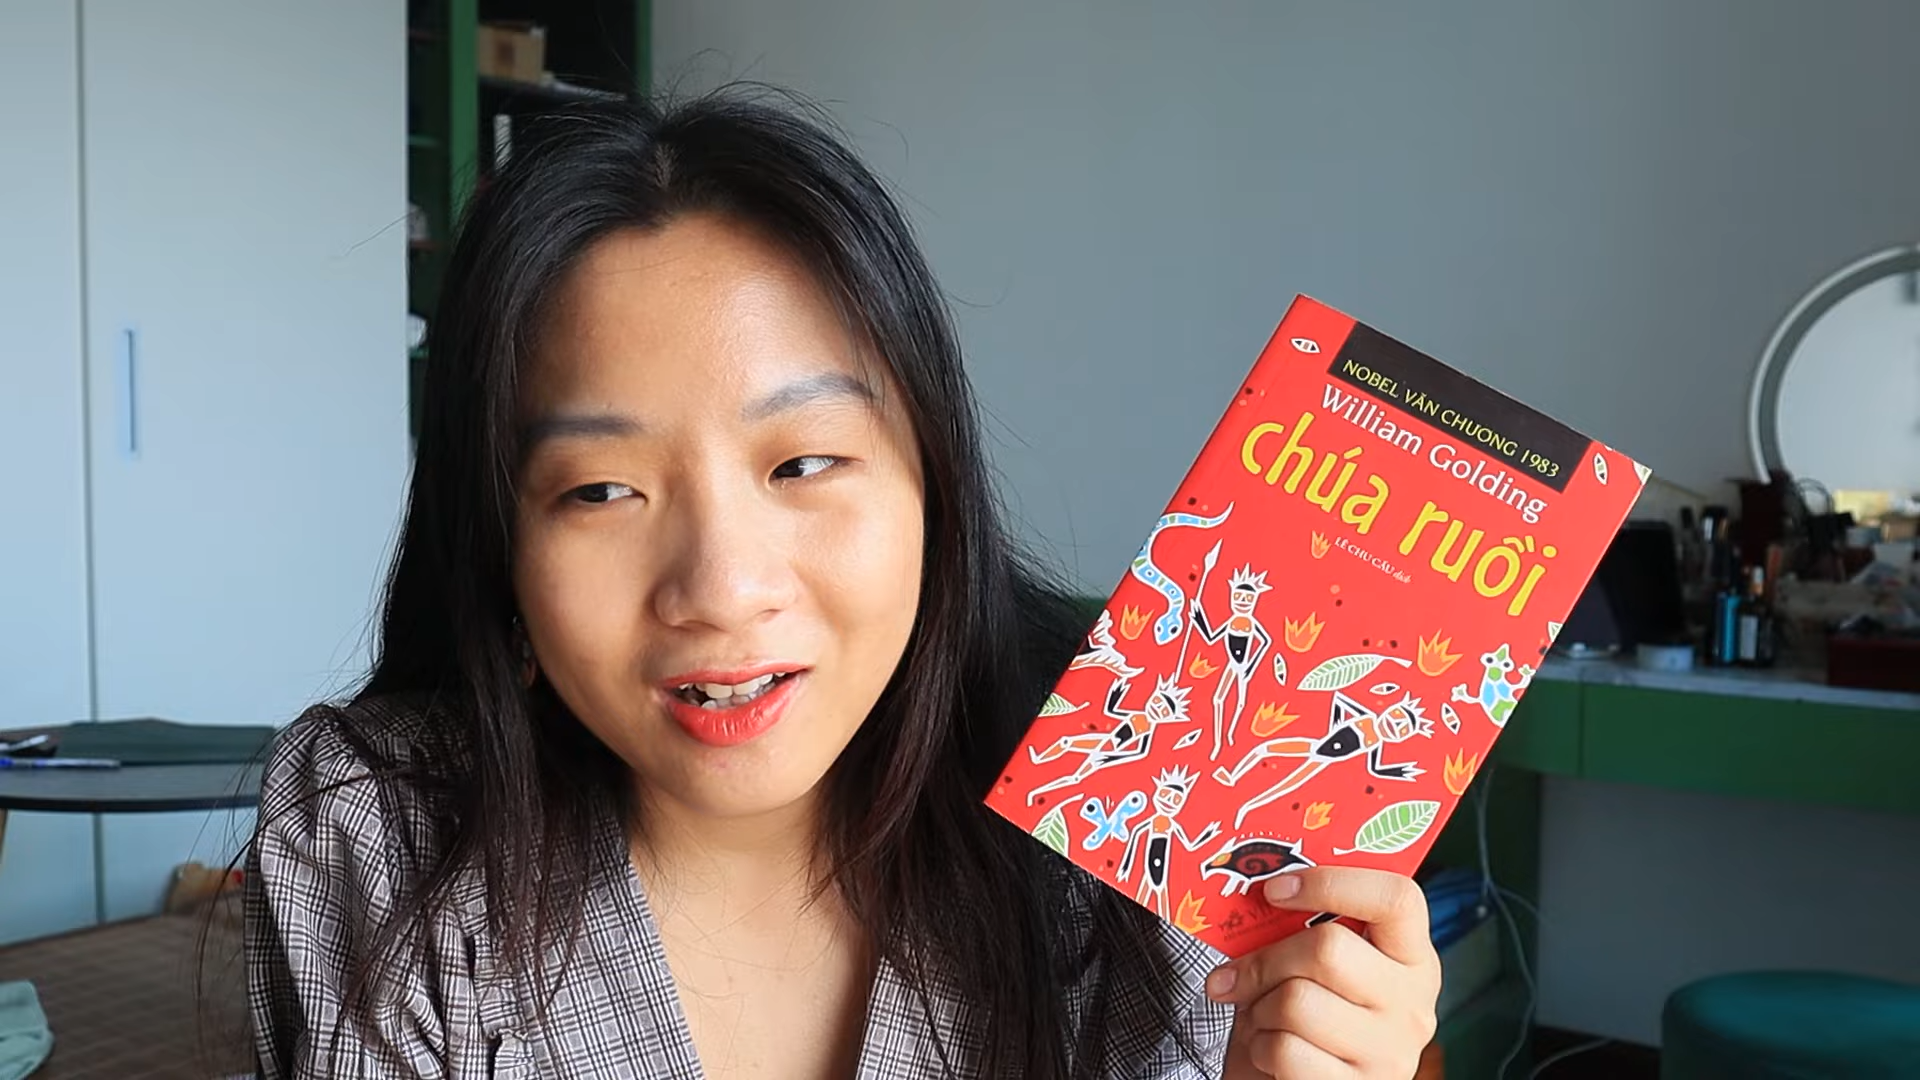 NOBEL VĂN CHƯƠNG 1983
William Golding
chúa ruồi
LÊ CHU CẦU dịch